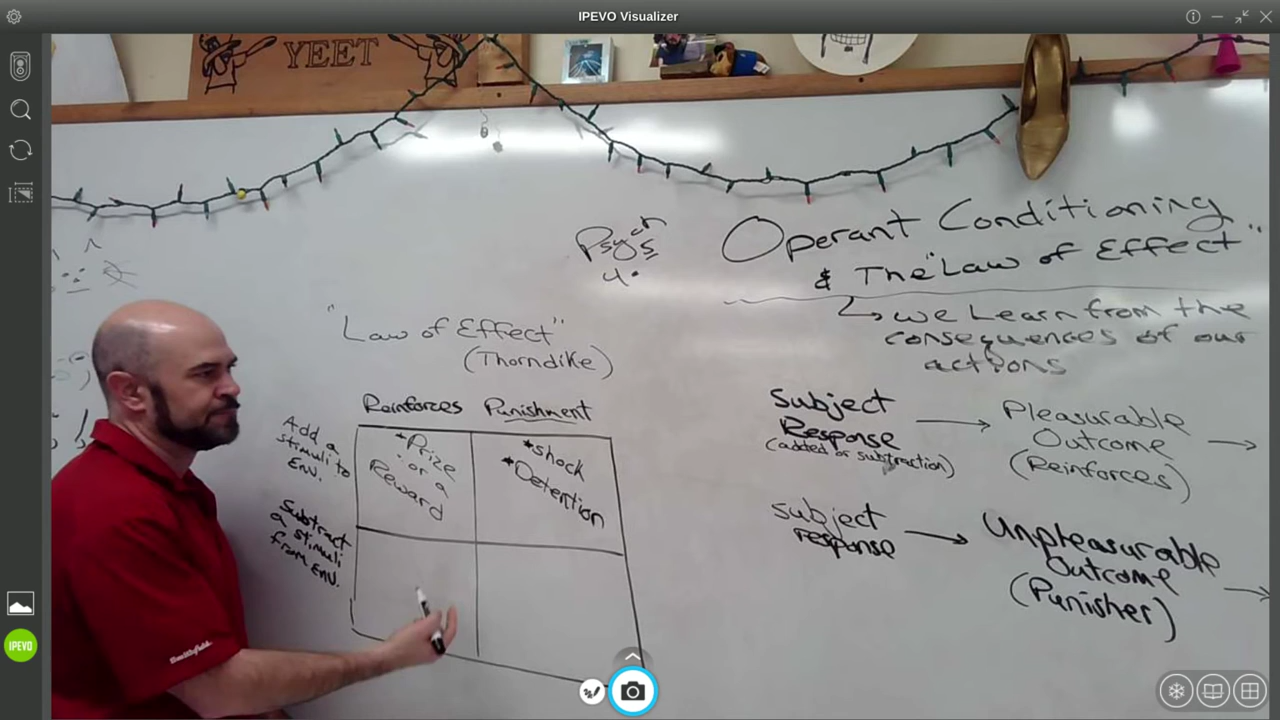 IPEVO Visualizer
YEET
Psych
4°
5
Operant Conditioning
& The "Law of Effect"
↳ we Learn from the
consequences of our
actions
"Law of Effect"
(Thorndike)
Reinforces Punishment
Add a
stimuli to
Env.
*Prize
or a
Reward
*shock
*Detention
Subtract
a stimuli
from Env.
Subject
Response
(added or subtraction)
→ Pleasurable
Outcome
(Reinforces)
→
subject
response
→ Unpleasurable
Outcome
(Punisher)
→
Smithfield
IPEVO